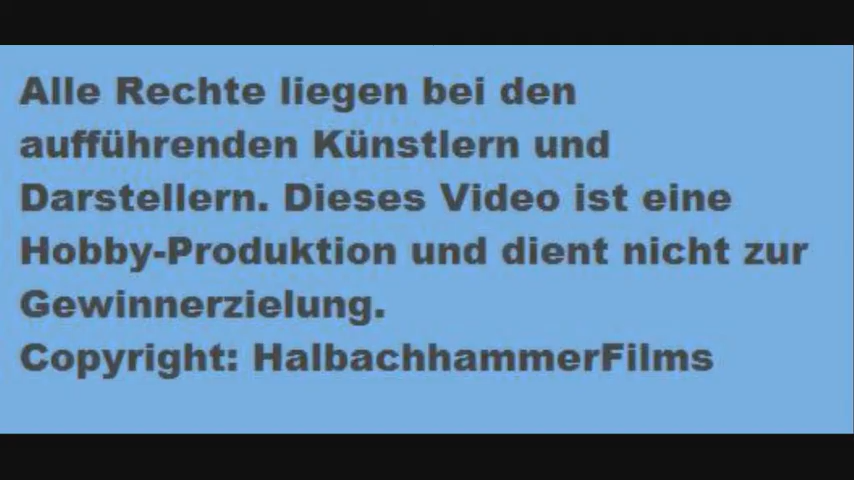 Alle Rechte liegen bei den
aufführenden Künstlern und
Darstellern. Dieses Video ist eine
Hobby-Produktion und dient nicht zur
Gewinnerzielung.
Copyright: HalbachhammerFilms